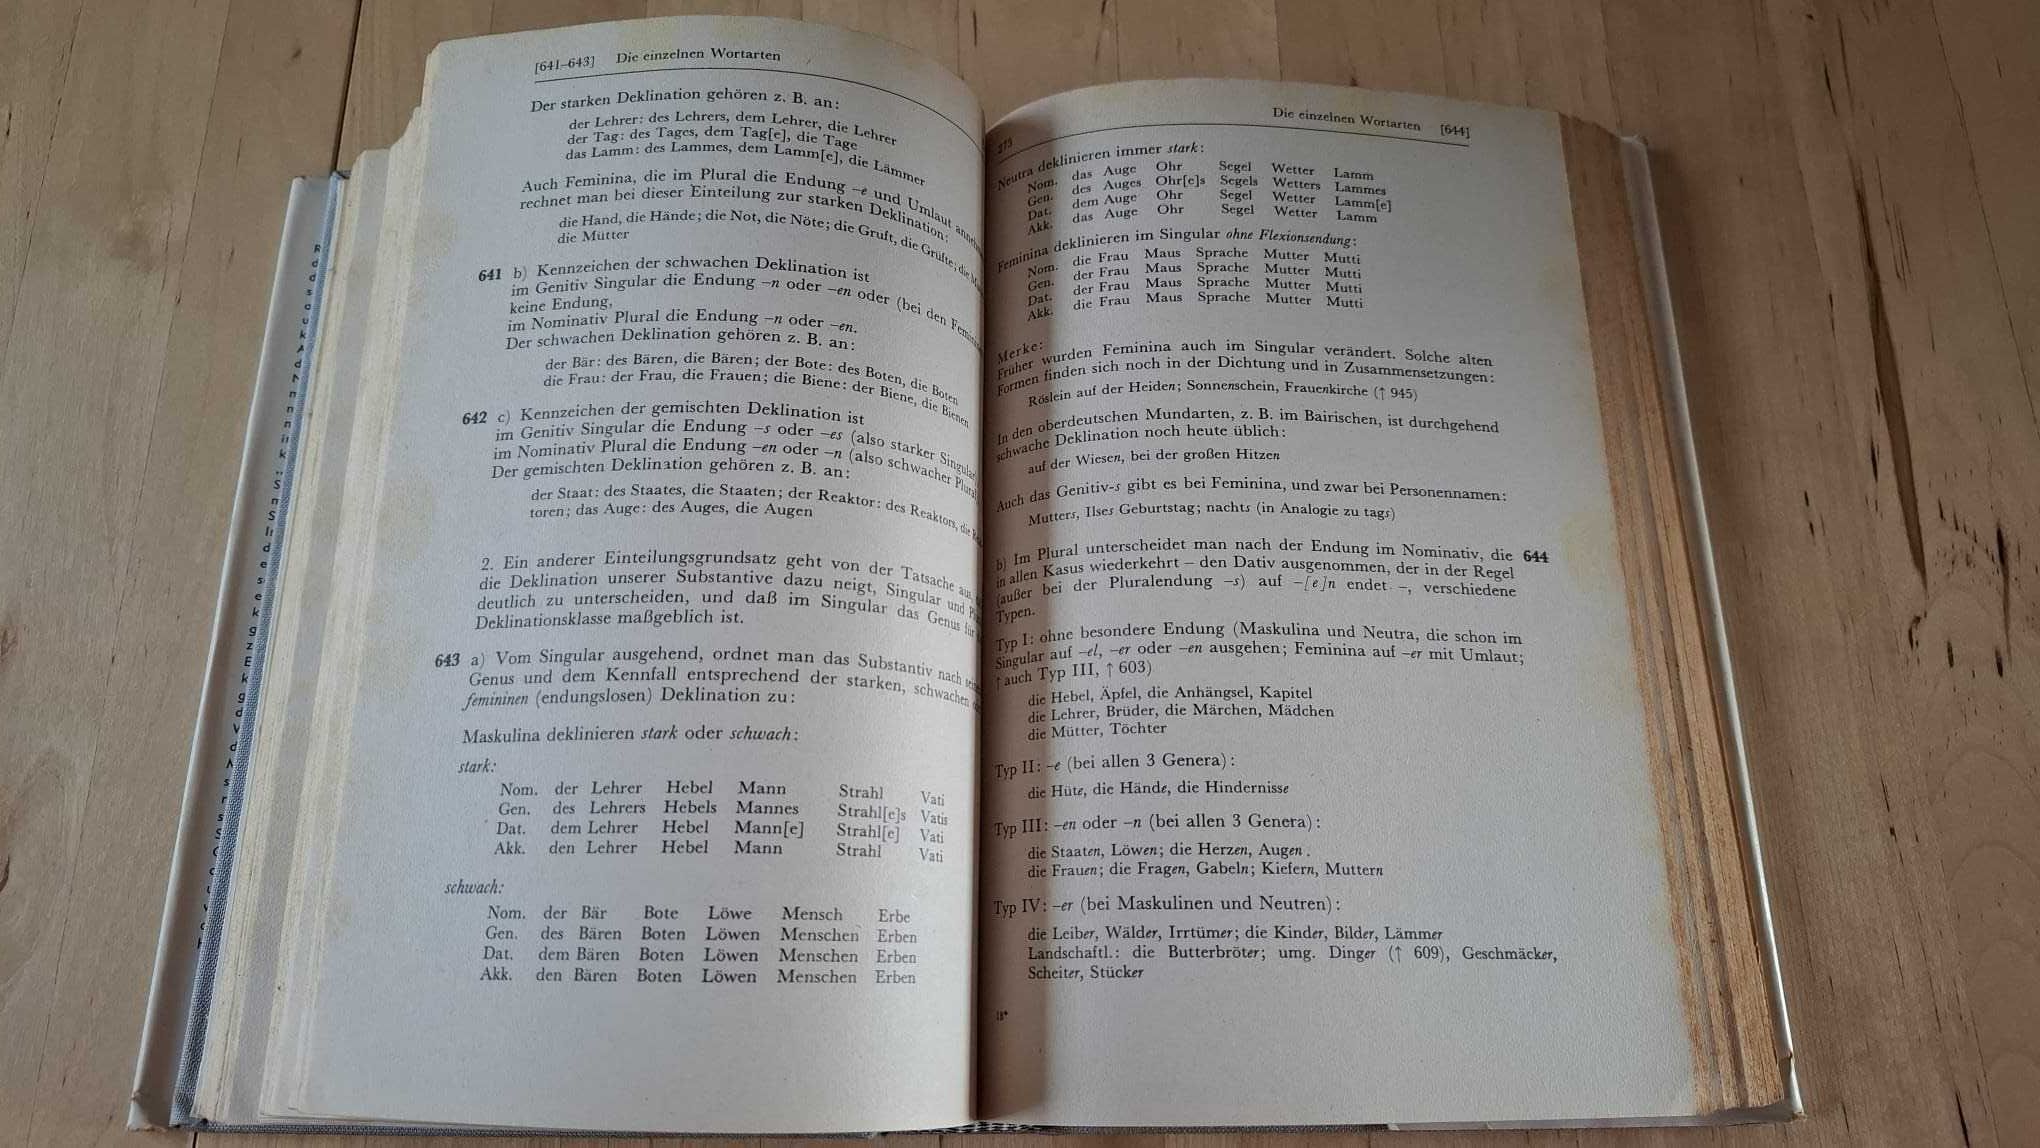 [641–643] Die einzelnen Wortarten
Der starken Deklination gehören z. B. an:
der Lehrer: des Lehrers, dem Lehrer, die Lehrer
der Tag: des Tages, dem Tag[e], die Tage
das Lamm: des Lammes, dem Lamm[e], die Lämmer
Auch Feminina, die im Plural die Endung –e und Umlaut
rechnet man bei dieser Einteilung zur starken Deklination:
die Hand, die Hände; die Not, die Nöte; die Gruft, die Grüfte; die
die Mütter
641 b) Kennzeichen der schwachen Deklination ist
im Genitiv Singular die Endung –n oder –en oder (bei den
keine Endung,
im Nominativ Plural die Endung –n oder –en.
Der schwachen Deklination gehören z. B. an:
der Bär: des Bären, die Bären; der Bote: des Boten, die Boten
die Frau: der Frau, die Frauen; die Biene: der Biene, die Bienen
642 c) Kennzeichen der gemischten Deklination ist
im Genitiv Singular die Endung –s oder –es (also starker Singular)
im Nominativ Plural die Endung –en oder –n (also schwacher Plural
Der gemischten Deklination gehören z. B. an:
der Staat: des Staates, die Staaten; der Reaktor: des Reaktors, die
toren; das Auge: des Auges, die Augen
2. Ein anderer Einteilungsgrundsatz geht von der Tatsache aus,
die Deklination unserer Substantive dazu neigt, Singular und
deutlich zu unterscheiden, und daß im Singular das Genus für
Deklinationsklasse maßgeblich ist.
643 a) Vom Singular ausgehend, ordnet man das Substantiv nach
Genus und dem Kennfall entsprechend der starken, schwachen
femininen (endungslosen) Deklination zu:
Maskulina deklinieren stark oder schwach:
stark:
Nom. der Lehrer Hebel Mann Strahl Vati
Gen. des Lehrers Hebels Mannes Strahl[e]s Vatis
Dat. dem Lehrer Hebel Mann[e] Strahl[e] Vati
Akk. den Lehrer Hebel Mann Strahl Vati
schwach:
Nom. der Bär Bote Löwe Mensch Erbe
Gen. des Bären Boten Löwen Menschen Erben
Dat. dem Bären Boten Löwen Menschen Erben
Akk. den Bären Boten Löwen Menschen Erben
275 Die einzelnen Wortarten [644]
Neutra deklinieren immer stark:
Nom. das Auge Ohr Segel Wetter Lamm
Gen. des Auges Ohr[e]s Segels Wetters Lammes
Dat. dem Auge Ohr Segel Wetter Lamm[e]
Akk. das Auge Ohr Segel Wetter Lamm
Feminina deklinieren im Singular ohne Flexionsendung:
Nom. die Frau Maus Sprache Mutter Mutti
Gen. der Frau Maus Sprache Mutter Mutti
Dat. der Frau Maus Sprache Mutter Mutti
Akk. die Frau Maus Sprache Mutter Mutti
Merke:
Früher wurden Feminina auch im Singular verändert. Solche alten
Formen finden sich noch in der Dichtung und in Zusammensetzungen:
Röslein auf der Heiden; Sonnenschein, Frauenkirche (↑ 945)
In den oberdeutschen Mundarten, z. B. im Bairischen, ist durchgehend
schwache Deklination noch heute üblich:
auf der Wiesen, bei der großen Hitzen
Auch das Genitiv-s gibt es bei Feminina, und zwar bei Personennamen:
Mutters, Ilses Geburtstag; nachts (in Analogie zu tags)
b) Im Plural unterscheidet man nach der Endung im Nominativ, die 644
in allen Kasus wiederkehrt – den Dativ ausgenommen, der in der Regel
(außer bei der Pluralendung –s) auf –[e]n endet –, verschiedene
Typen.
Typ I: ohne besondere Endung (Maskulina und Neutra, die schon im
Singular auf –el, –er oder –en ausgehen; Feminina auf –er mit Umlaut;
↑ auch Typ III, ↑ 603)
die Hebel, Äpfel, die Anhängsel, Kapitel
die Lehrer, Brüder, die Märchen, Mädchen
die Mütter, Töchter
Typ II: –e (bei allen 3 Genera):
die Hüte, die Hände, die Hindernisse
Typ III: –en oder –n (bei allen 3 Genera):
die Staaten, Löwen; die Herzen, Augen.
die Frauen; die Fragen, Gabeln; Kiefern, Muttern
Typ IV: –er (bei Maskulinen und Neutren):
die Leiber, Wälder, Irrtümer; die Kinder, Bilder, Lämmer
Landschaftl.: die Butterbröter; umg. Dinger (↑ 609), Geschmäcker,
Scheiter, Stücker
18*